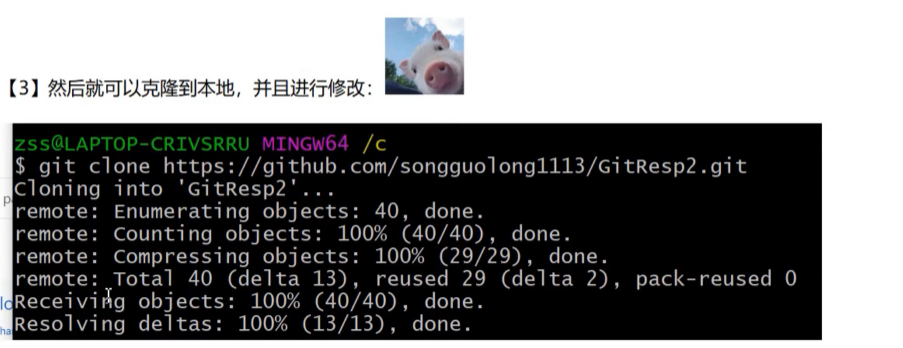 【3】然后就可以克隆到本地，并且进行修改：
zss@LAPTOP-CRIVSRRU MINGW64 /c
$ git clone https://github.com/songguolong1113/GitResp2.git
Cloning into 'GitResp2'...
remote: Enumerating objects: 40, done.
remote: Counting objects: 100% (40/40), done.
remote: Compressing objects: 100% (29/29), done.
remote: Total 40 (delta 13), reused 29 (delta 2), pack-reused 0
Receiving objects: 100% (40/40), done.
Resolving deltas: 100% (13/13), done.